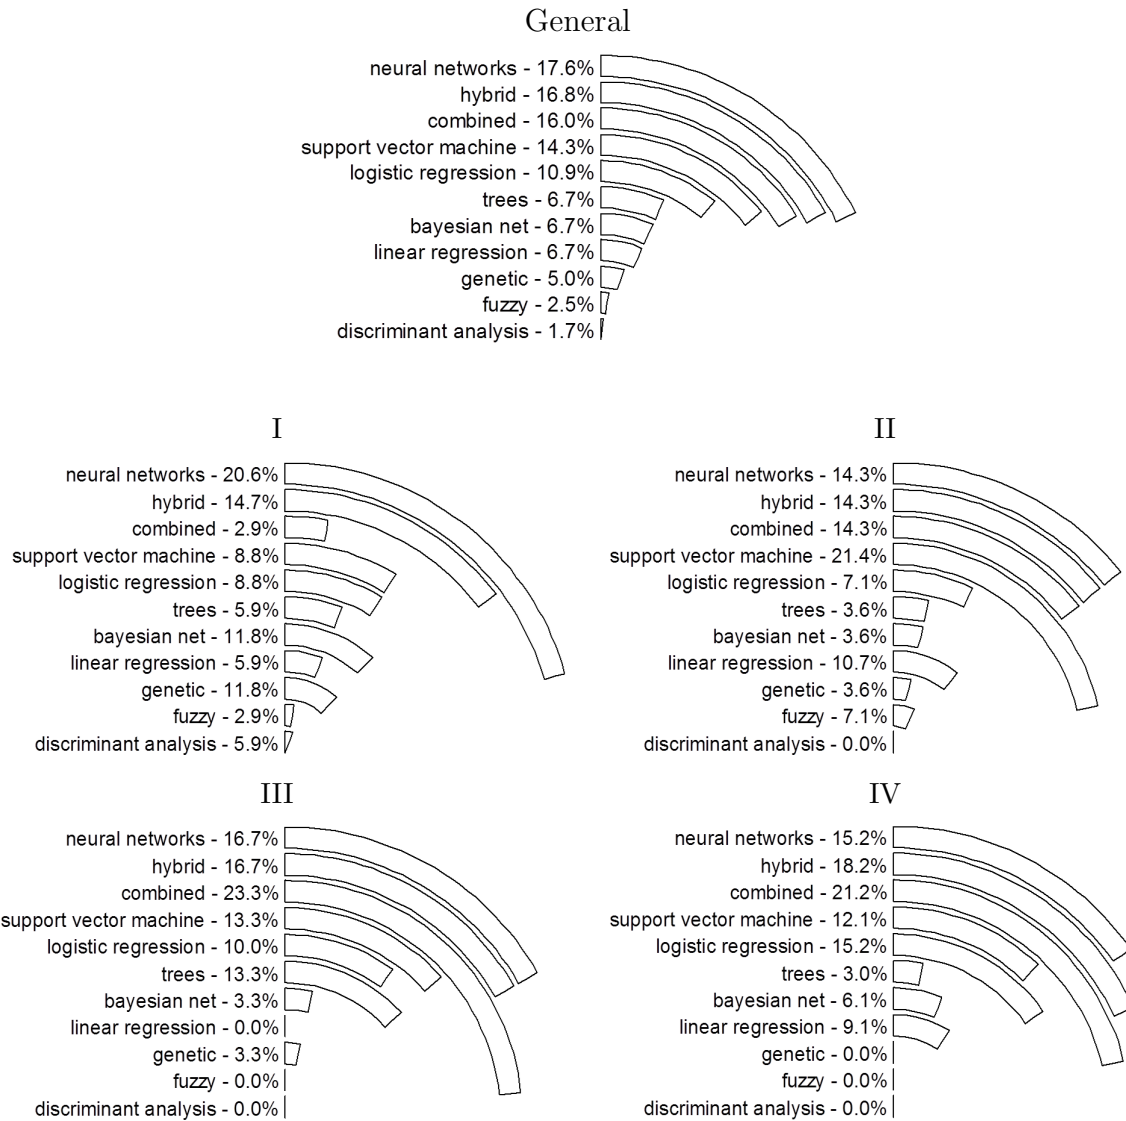 General
neural networks - 17.6%
hybrid - 16.8%
combined - 16.0%
support vector machine - 14.3%
logistic regression - 10.9%
trees - 6.7%
bayesian net - 6.7%
linear regression - 6.7%
genetic - 5.0%
fuzzy - 2.5%
discriminant analysis - 1.7%
I
neural networks - 20.6%
hybrid - 14.7%
combined - 2.9%
support vector machine - 8.8%
logistic regression - 8.8%
trees - 5.9%
bayesian net - 11.8%
linear regression - 5.9%
genetic - 11.8%
fuzzy - 2.9%
discriminant analysis - 5.9%
II
neural networks - 14.3%
hybrid - 14.3%
combined - 14.3%
support vector machine - 21.4%
logistic regression - 7.1%
trees - 3.6%
bayesian net - 3.6%
linear regression - 10.7%
genetic - 3.6%
fuzzy - 7.1%
discriminant analysis - 0.0%
III
neural networks - 16.7%
hybrid - 16.7%
combined - 23.3%
support vector machine - 13.3%
logistic regression - 10.0%
trees - 13.3%
bayesian net - 3.3%
linear regression - 0.0%
genetic - 3.3%
fuzzy - 0.0%
discriminant analysis - 0.0%
IV
neural networks - 15.2%
hybrid - 18.2%
combined - 21.2%
support vector machine - 12.1%
logistic regression - 15.2%
trees - 3.0%
bayesian net - 6.1%
linear regression - 9.1%
genetic - 0.0%
fuzzy - 0.0%
discriminant analysis - 0.0%